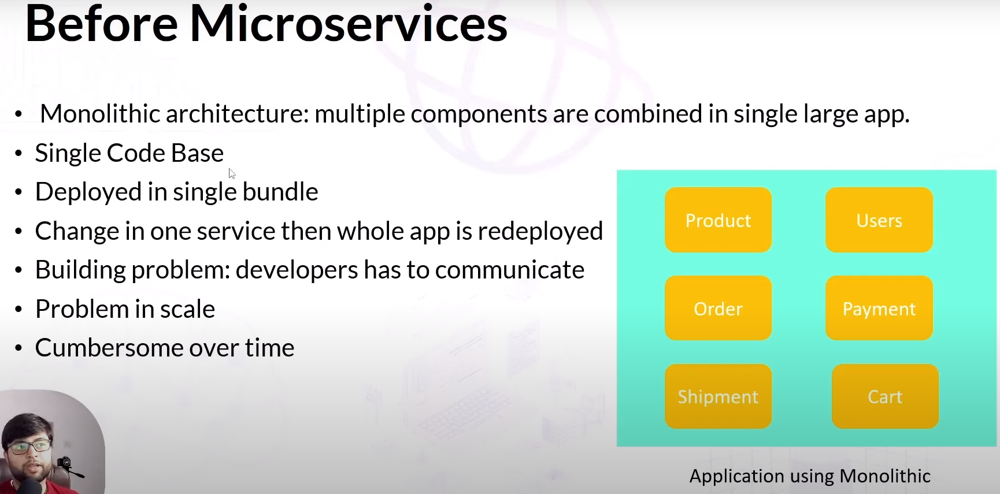 Before Microservices
• Monolithic architecture: multiple components are combined in single large app.
• Single Code Base
• Deployed in single bundle
• Change in one service then whole app is redeployed
• Building problem: developers has to communicate
• Problem in scale
• Cumbersome over time
Product
Users
Order
Payment
Shipment
Cart
Application using Monolithic